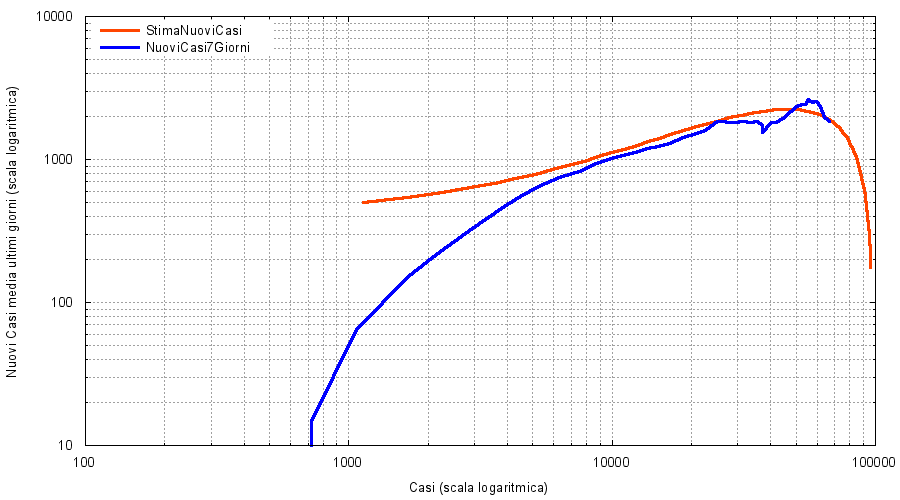 10000
StimaNuoviCasi
NuoviCasi7Giorni
1000
100
10
100
1000
10000
100000
Nuovi Casi media ultimi giorni (scala logaritmica)
Casi (scala logaritmica)